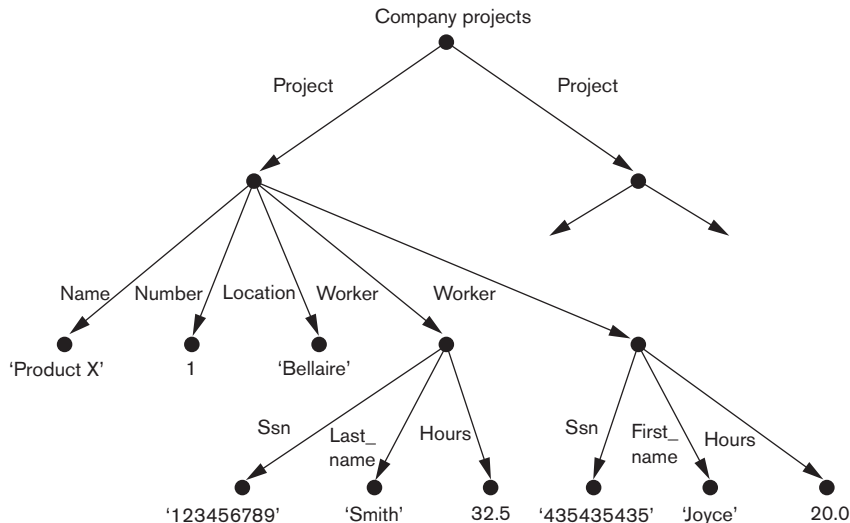 Company projects
Project
Project
Name
Number
Location
Worker
Worker
‘Product X’
1
‘Bellaire’
Ssn
Last_
name
Hours
Ssn
First_
name
Hours
‘123456789’
‘Smith’
32.5
‘435435435’
‘Joyce’
20.0